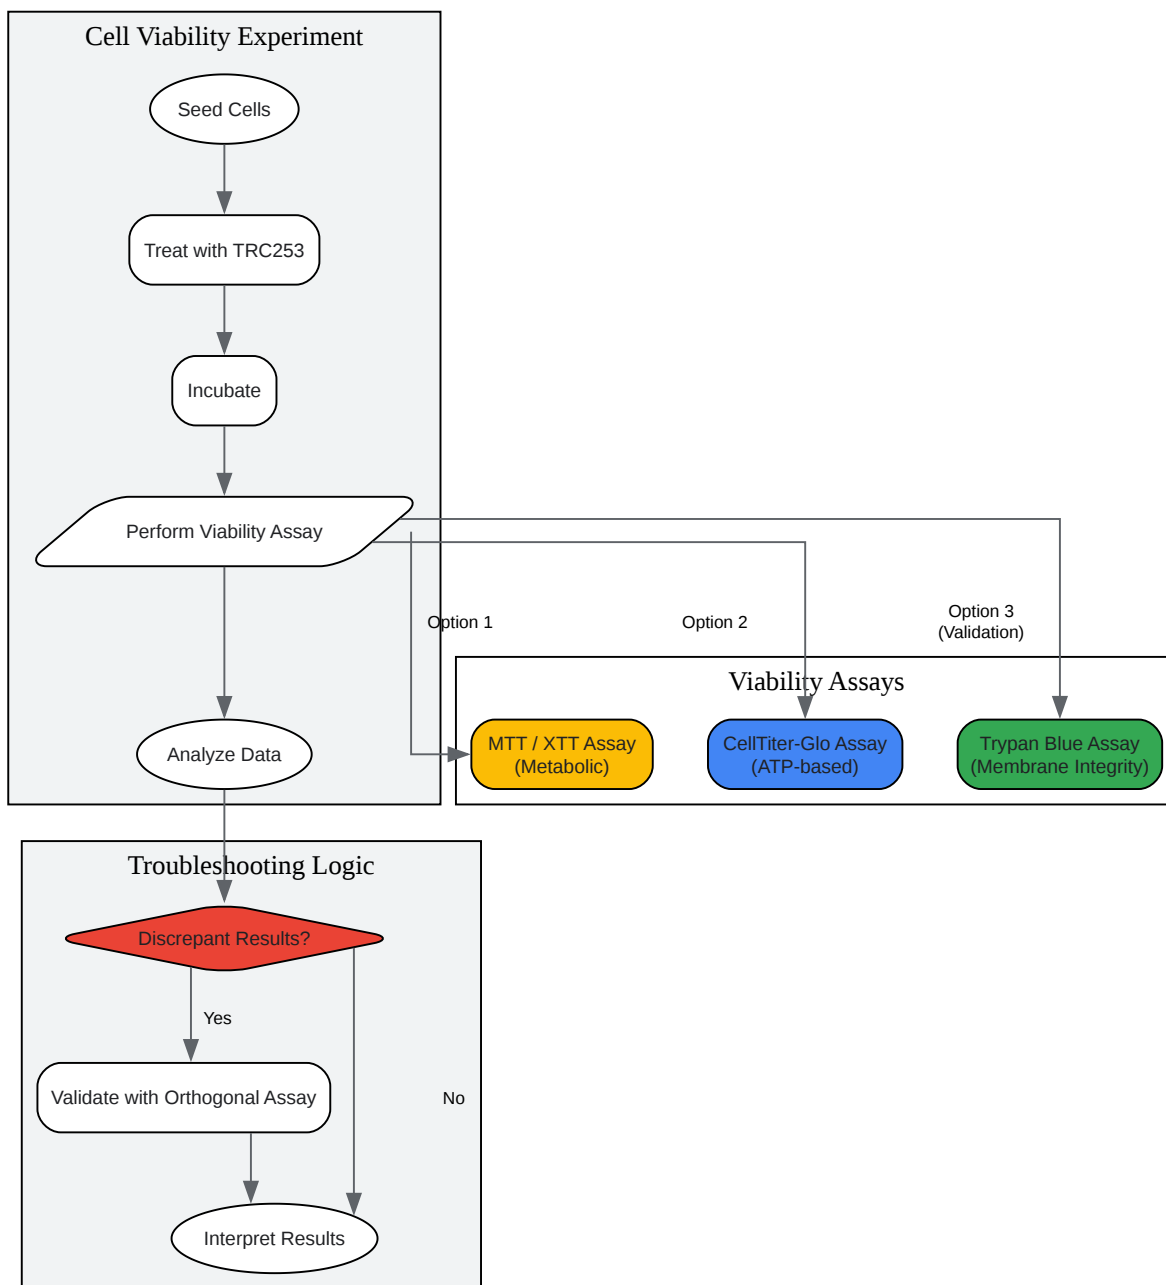 Cell Viability Experiment
Seed Cells
Treat with TRC253
Incubate
Perform Viability Assay
Option 1
Option 2
Option 3
(Validation)
Viability Assays
Analyze Data
MTT / XTT Assay
(Metabolic)
CellTiter-Glo Assay
(ATP-based)
Trypan Blue Assay
(Membrane Integrity)
Troubleshooting Logic
Discrepant Results?
Yes
Validate with Orthogonal Assay
No
Interpret Results